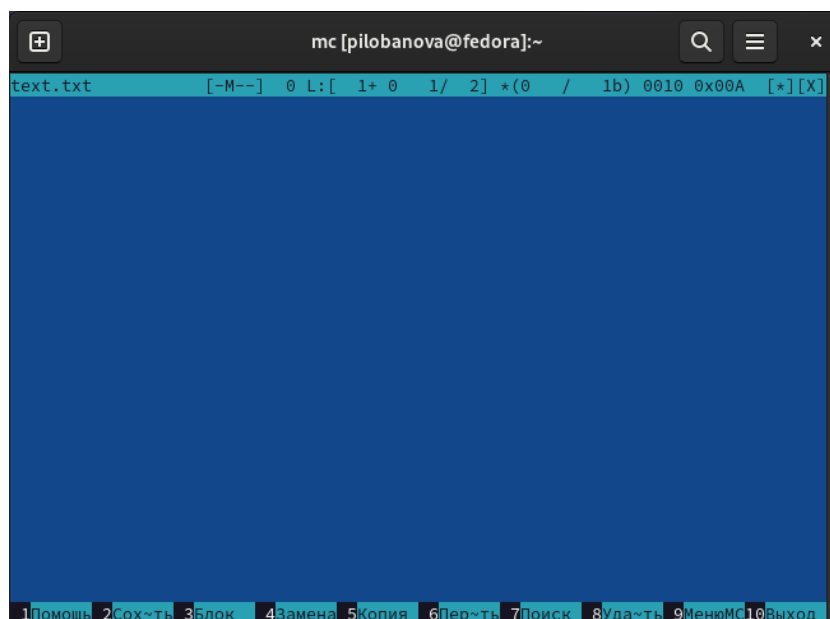 mc [pilobanova@fedora]:~
text.txt [-M--] 0 L:[ 1+ 0 1/ 2] *(0 / 1b) 0010 0x00A [*][X]
1Помощь 2Сох~ть 3Блок 4Замена 5Копия 6Пер~ть 7Поиск 8Уда~ть 9МенюMC10Выход